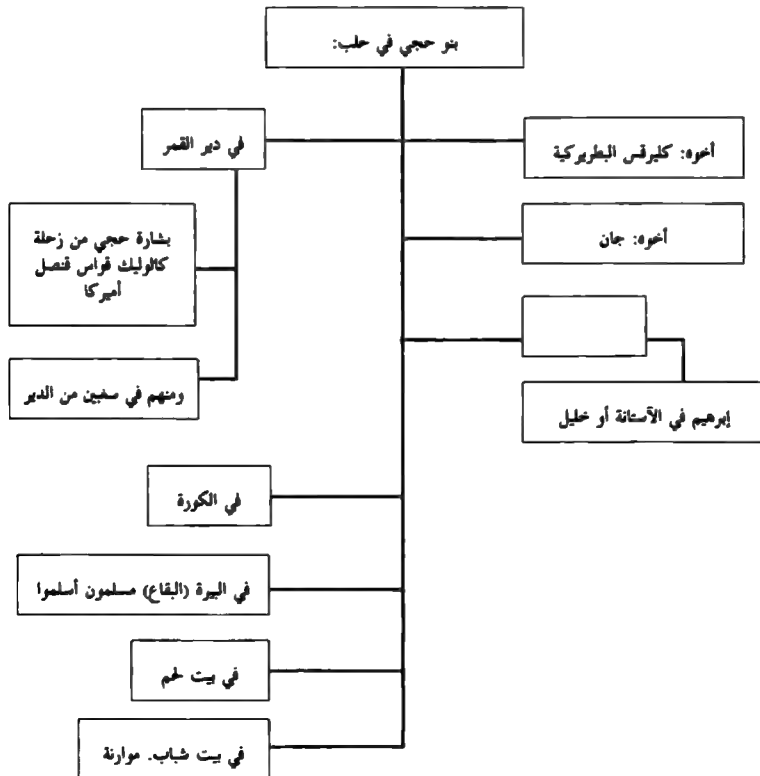 بنو حجي في حلب:
أخوه: كليرقس البطريركية
في دير القمر
أخوه: جان
بشارة حجي من زحلة
كاثوليك قواس قنصل
أميركا
إبرهيم في الآستانة أو خليل
ومنهم في سغبين من الدير
في الكورة
في البيرة (البقاع) مسلمون أسلموا
في بيت لحم
في بيت شباب. موارنة